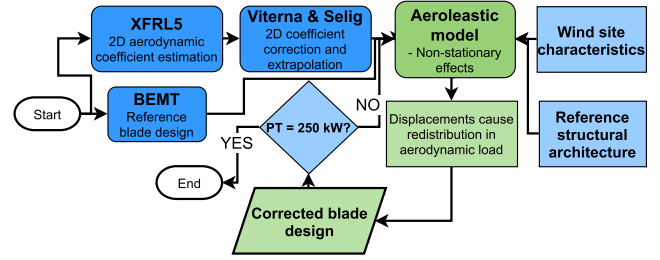 XFRL5
2D aerodynamic
coefficient estimation
Viterna & Selig
2D coefficient
correction and
extrapolation
Aeroleastic
model
- Non-stationary
effects
Wind site
characteristics
Start
BEMT
Reference
blade design
NO
PT = 250 kW?
YES
Displacements cause
redistribution in
aerodynamic load
Reference
structural
architecture
End
Corrected blade
design